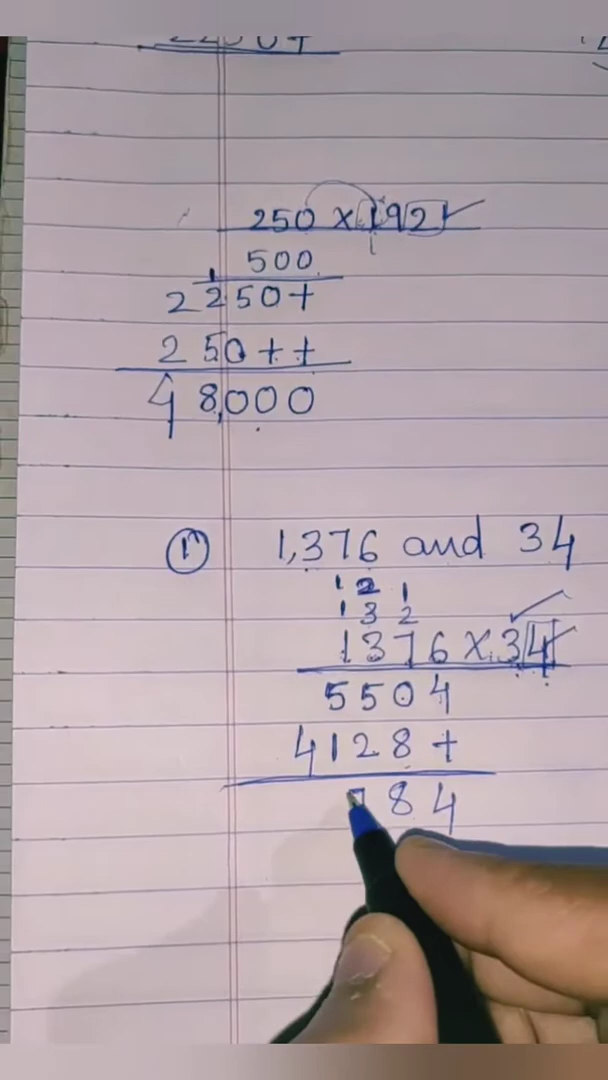 250 × 192
500
2250+
250++
48,000
1,376 and 34
1 2 1
1 3 2
1376 × 34
5504
4128+
784